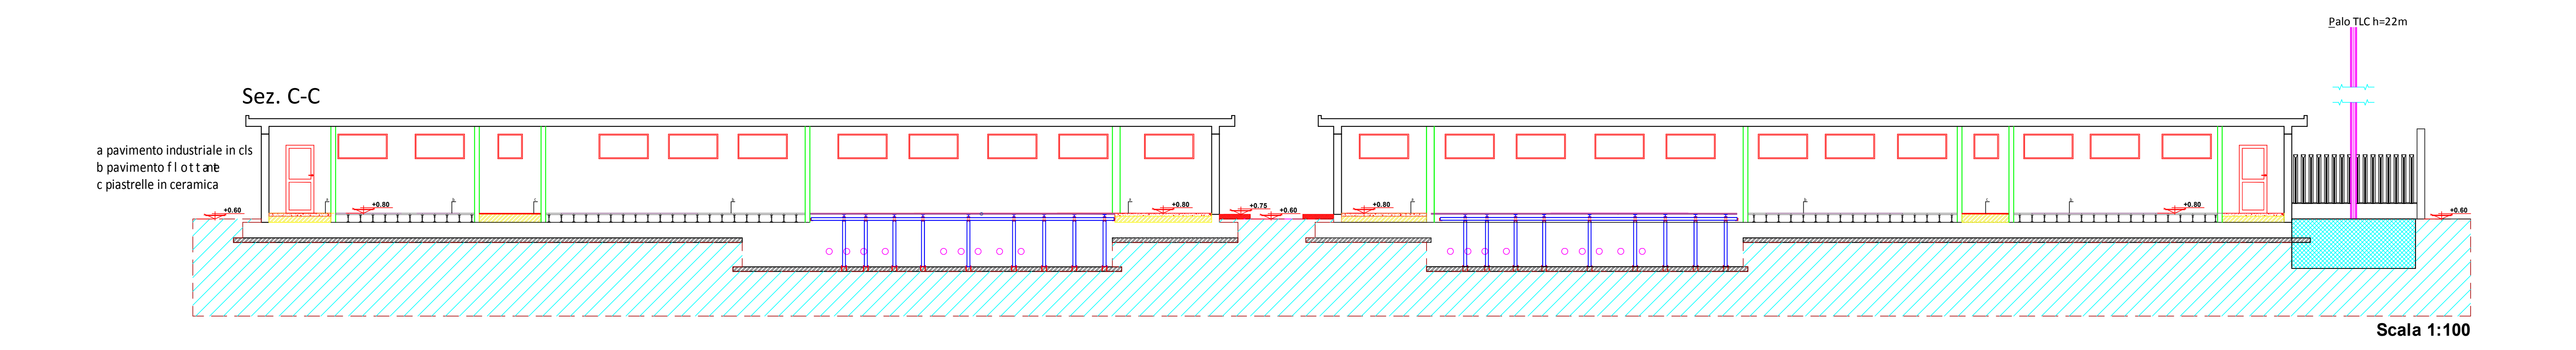 Palo TLC h=22m
Sez. C-C
a pavimento industriale in cls
b pavimento flottante
c piastrelle in ceramica
+0.60
+0.80
+0.80
+0.75
+0.60
+0.80
+0.80
+0.60
Scala 1:100